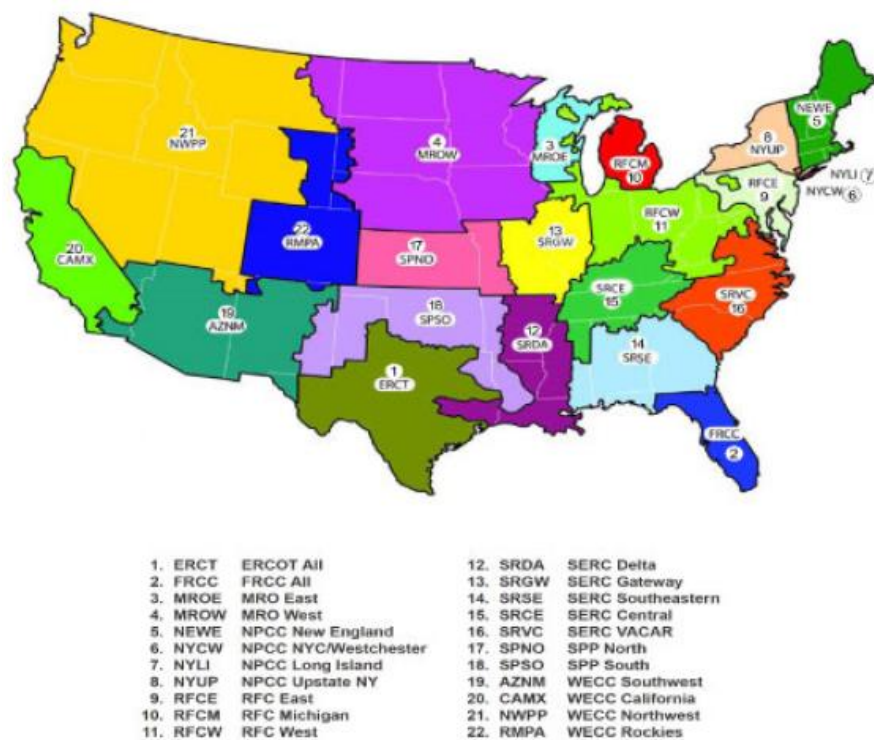 21
NWPP
4
MROW
3
MROE
RFCM
10
8
NYUP
NEWE
5
NYLI 7
NYCW 6
RFCE
9
RFCW
11
13
SRGW
22
RMPA
17
SPNO
20
CAMX
SRCE
15
SRVC
16
19
AZNM
18
SPSO
12
SRDA
14
SRSE
1
ERCT
FRCC
2
1. ERCT ERCOT All
2. FRCC FRCC All
3. MROE MRO East
4. MROW MRO West
5. NEWE NPCC New England
6. NYCW NPCC NYC/Westchester
7. NYLI NPCC Long Island
8. NYUP NPCC Upstate NY
9. RFCE RFC East
10. RFCM RFC Michigan
11. RFCW RFC West
12. SRDA SERC Delta
13. SRGW SERC Gateway
14. SRSE SERC Southeastern
15. SRCE SERC Central
16. SRVC SERC VACAR
17. SPNO SPP North
18. SPSO SPP South
19. AZNM WECC Southwest
20. CAMX WECC California
21. NWPP WECC Northwest
22. RMPA WECC Rockies